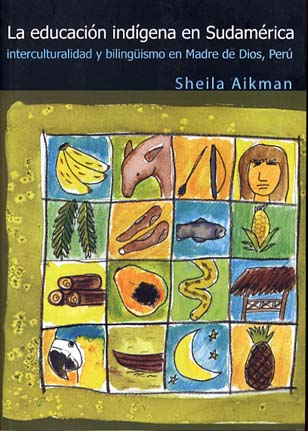 La educación indígena en Sudamérica
interculturalidad y bilingüismo en Madre de Dios, Perú
Sheila Aikman